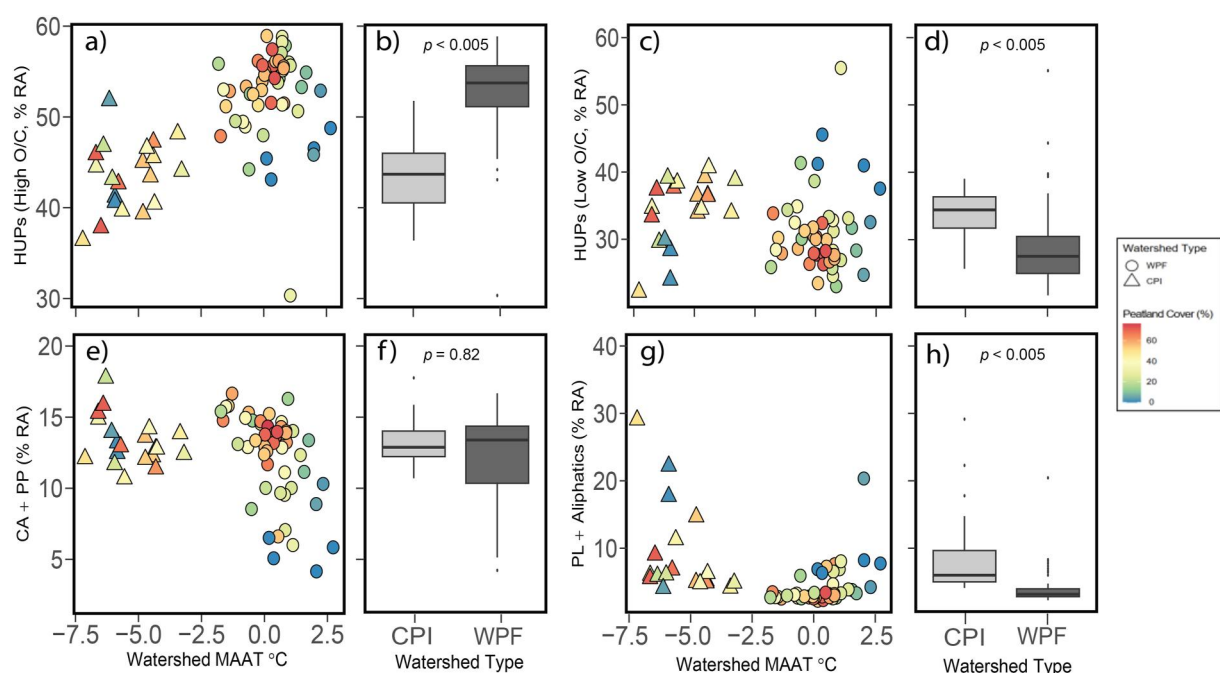 a)
60
50
40
30
HUPs (High O/C, % RA)
b)
p < 0.005
c)
60
50
40
30
HUPs (Low O/C, % RA)
d)
p < 0.005
e)
20
15
10
5
CA + PP (% RA)
−7.5 −5.0 −2.5 0.0 2.5
Watershed MAAT °C
f)
p = 0.82
CPI WPF
Watershed Type
g)
40
30
20
10
PL + Aliphatics (% RA)
−7.5 −5.0 −2.5 0.0 2.5
Watershed MAAT °C
h)
p < 0.005
CPI WPF
Watershed Type
Watershed Type
WPF
CPI
Peatland Cover (%)
60
40
20
0